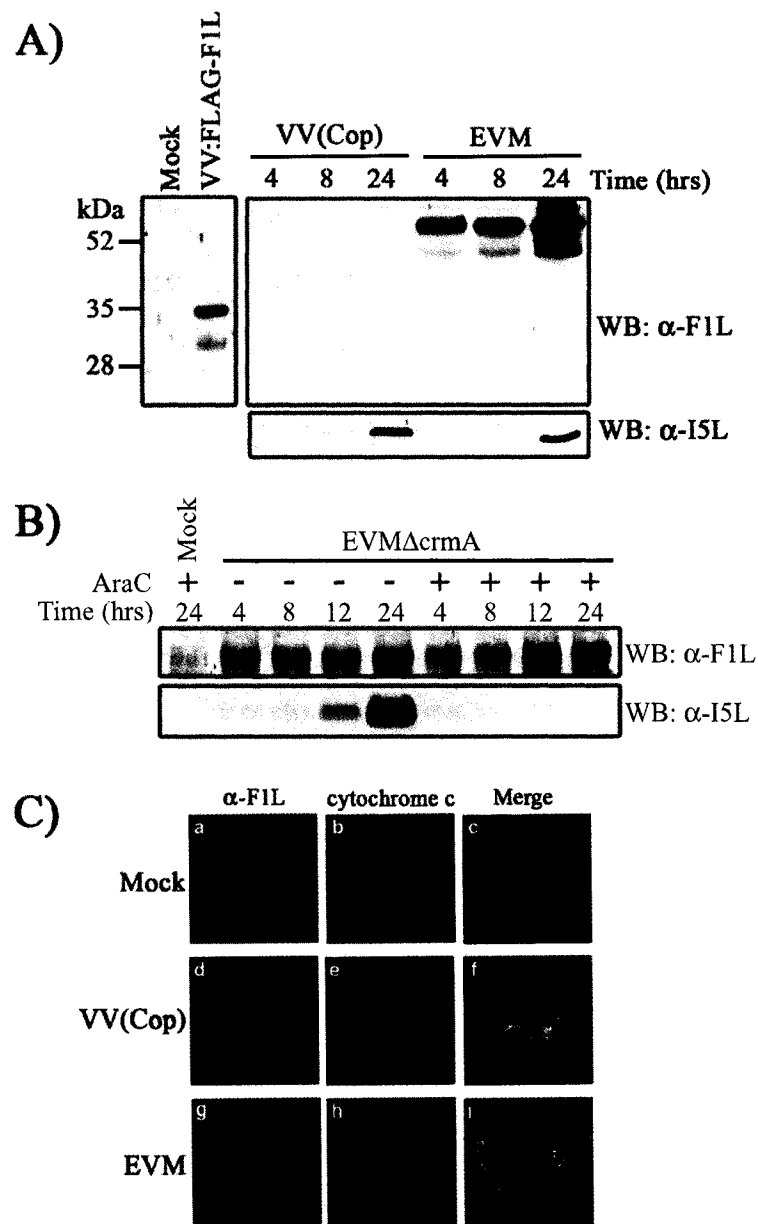 A)
Mock
VV:FLAG-F1L
VV(Cop) EVM
4 8 24 4 8 24 Time (hrs)
kDa
52
35
28
WB: α-F1L
WB: α-I5L
B)
Mock
EVMΔcrmA
AraC + - - - - + + + +
Time (hrs) 24 4 8 12 24 4 8 12 24
WB: α-F1L
WB: α-I5L
C)
α-F1L cytochrome c Merge
Mock a b c
VV(Cop) d e f
EVM g h i